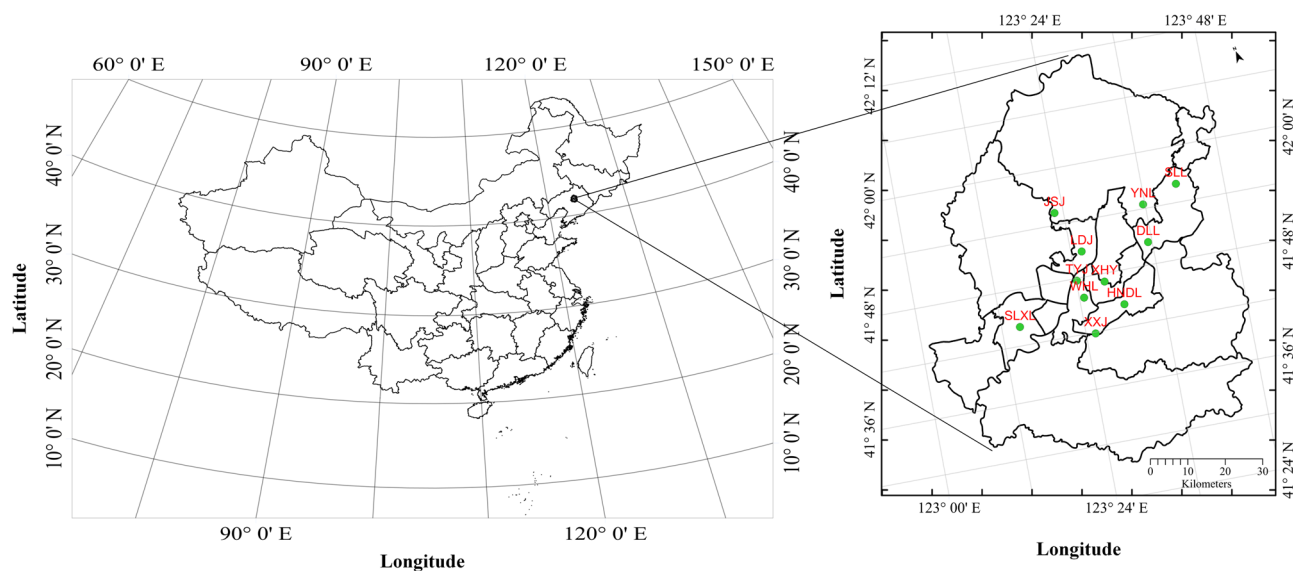 60° 0' E
90° 0' E
120° 0' E
150° 0' E
40° 0' N
30° 0' N
20° 0' N
10° 0' N
Latitude
40° 0' N
30° 0' N
20° 0' N
10° 0' N
90° 0' E
120° 0' E
Longitude
123° 24' E
123° 48' E
42° 12' N
42° 00' N
41° 48' N
41° 36' N
Latitude
42° 00' N
41° 48' N
41° 36' N
41° 24' N
N
SLL
YNL
JSJ
DLL
LDJ
TYJ
XHY
WHL
HNDL
SLXL
XXJ
0 10 20 30
Kilometers
123° 00' E
123° 24' E
Longitude